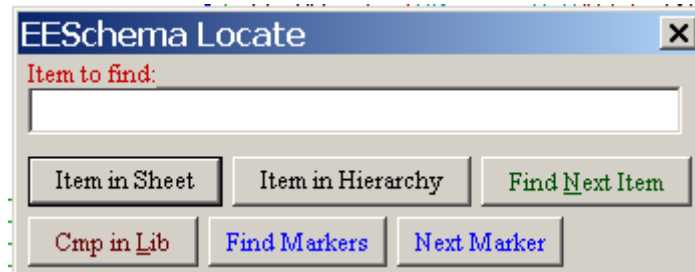 EESchema Locate
Item to find:
Item in Sheet Item in Hierarchy Find Next Item
Cmp in Lib Find Markers Next Marker